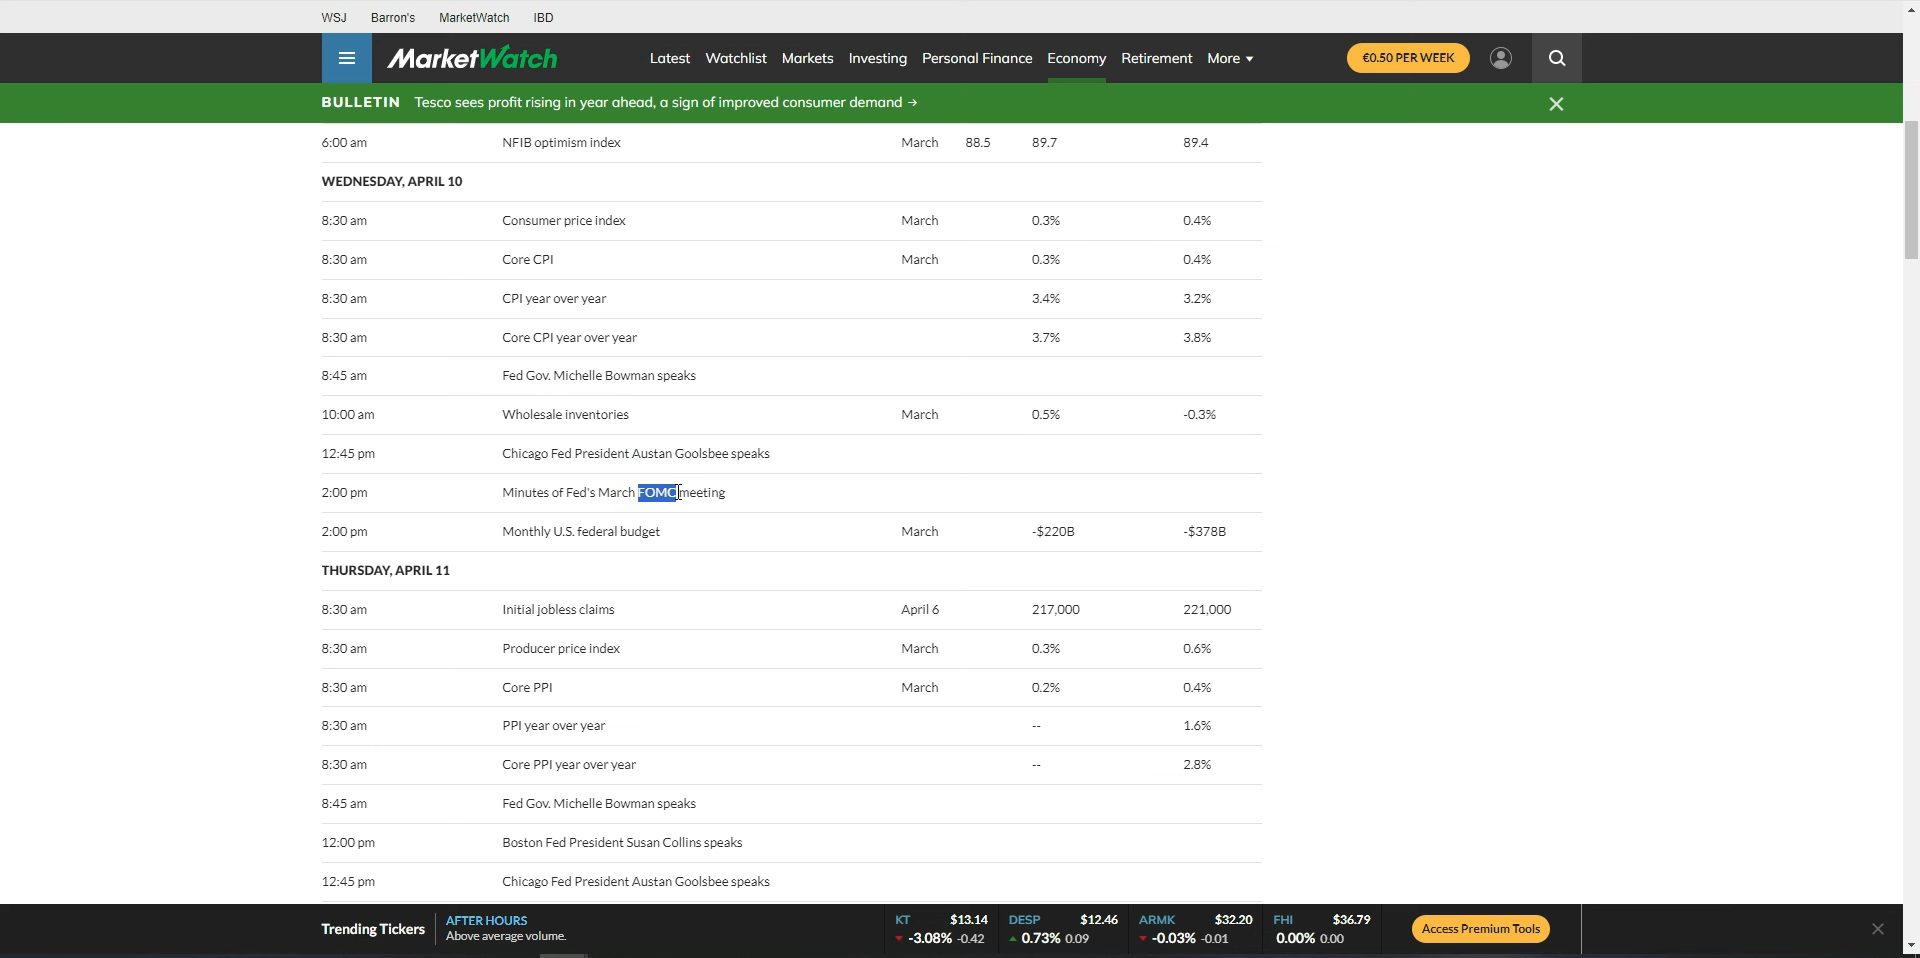 WSJ Barron's MarketWatch IBD
MarketWatch Latest Watchlist Markets Investing Personal Finance Economy Retirement More €0.50 PER WEEK
BULLETIN Tesco sees profit rising in year ahead, a sign of improved consumer demand →
6:00 am NFIB optimism index March 88.5 89.7 89.4
WEDNESDAY, APRIL 10
8:30 am Consumer price index March 0.3% 0.4%
8:30 am Core CPI March 0.3% 0.4%
8:30 am CPI year over year 3.4% 3.2%
8:30 am Core CPI year over year 3.7% 3.8%
8:45 am Fed Gov. Michelle Bowman speaks
10:00 am Wholesale inventories March 0.5% -0.3%
12:45 pm Chicago Fed President Austan Goolsbee speaks
2:00 pm Minutes of Fed's March FOMC meeting
2:00 pm Monthly U.S. federal budget March -$220B -$378B
THURSDAY, APRIL 11
8:30 am Initial jobless claims April 6 217,000 221,000
8:30 am Producer price index March 0.3% 0.6%
8:30 am Core PPI March 0.2% 0.4%
8:30 am PPI year over year -- 1.6%
8:30 am Core PPI year over year -- 2.8%
8:45 am Fed Gov. Michelle Bowman speaks
12:00 pm Boston Fed President Susan Collins speaks
12:45 pm Chicago Fed President Austan Goolsbee speaks
Trending Tickers AFTER HOURS KT $13.14 DESP $12.46 ARMK $32.20 FHI $36.79 Access Premium Tools
Above average volume. -3.08% -0.42 0.73% 0.09 -0.03% -0.01 0.00% 0.00